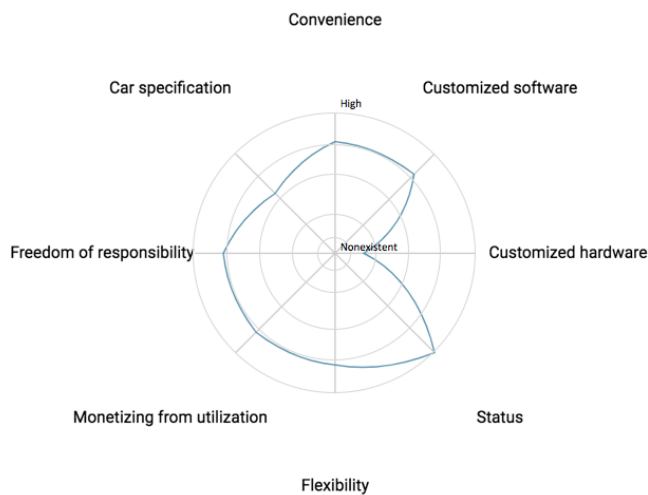 Convenience
Car specification
Customized software
High
Freedom of responsibility
Nonexistent
Customized hardware
Monetizing from utilization
Status
Flexibility